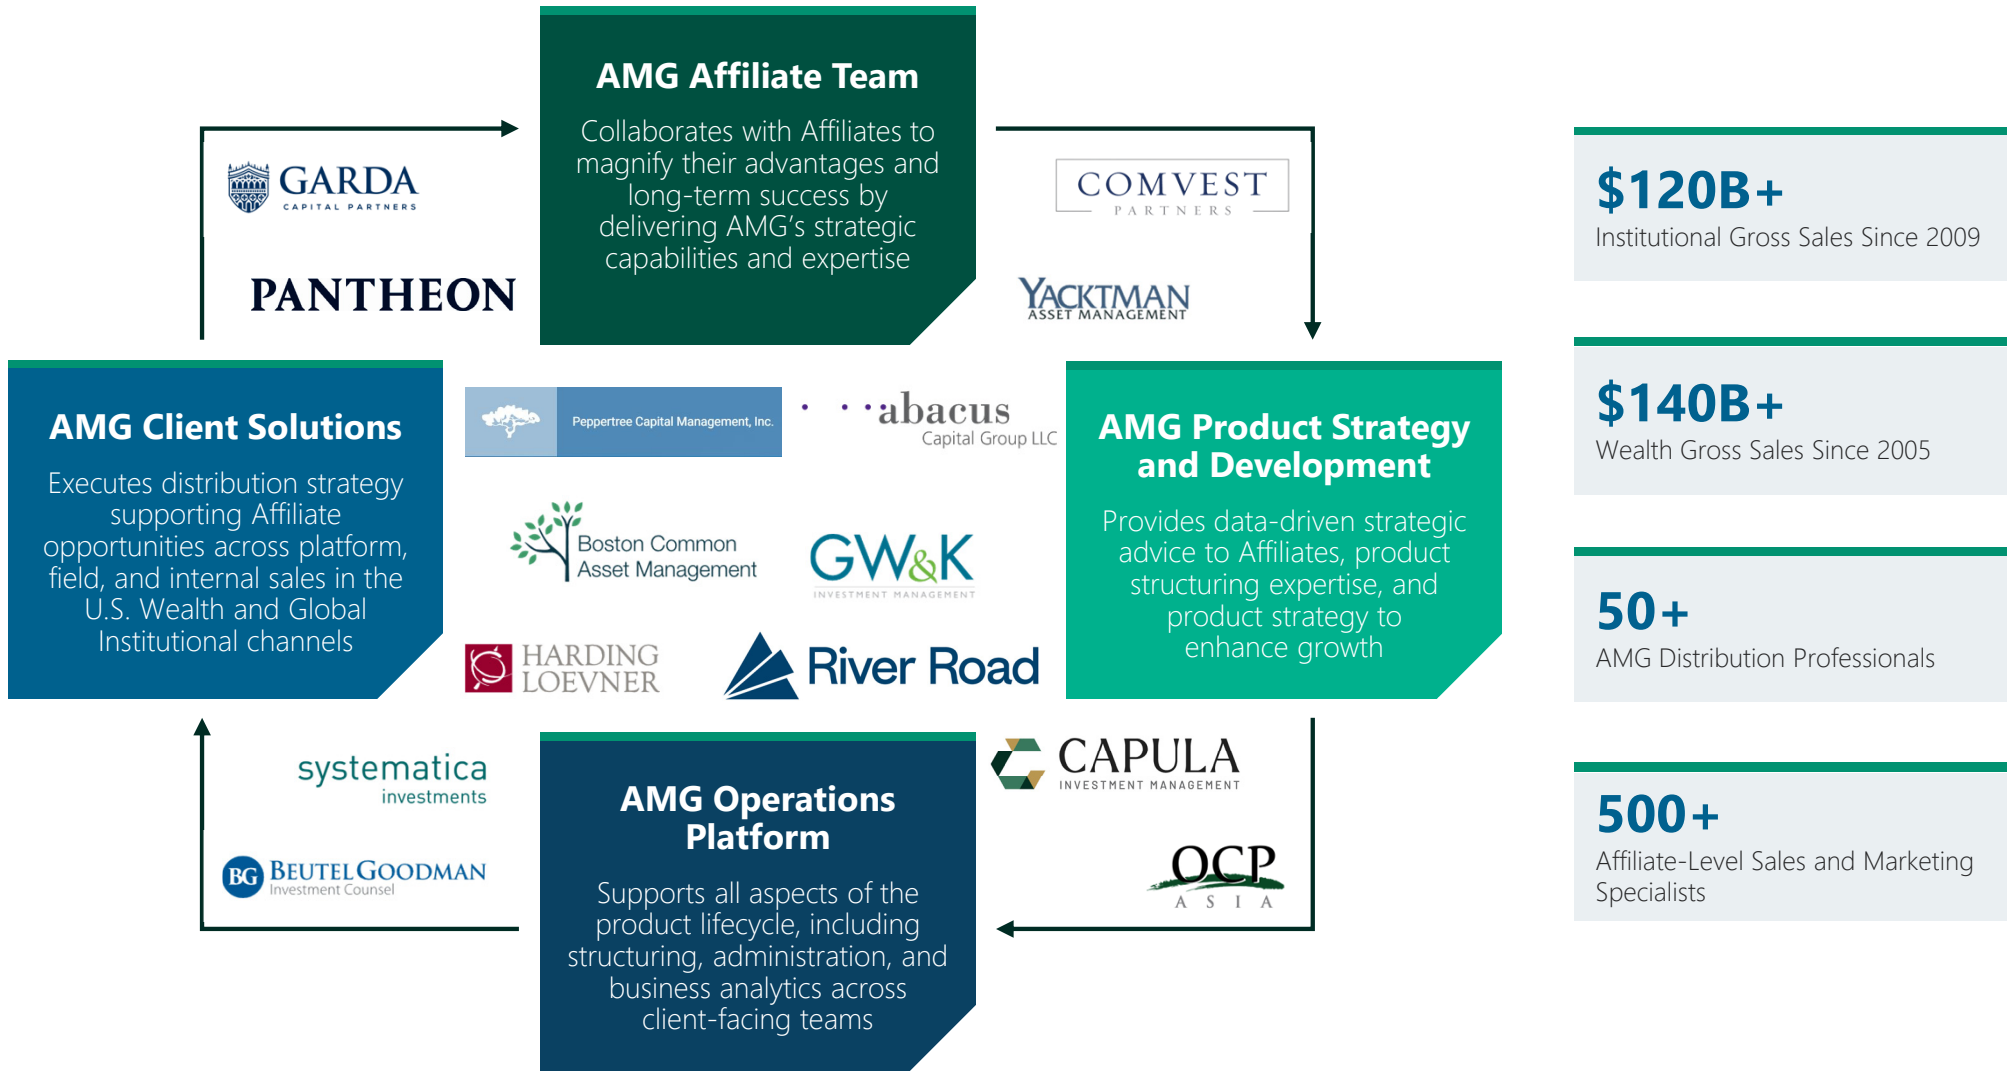 AMG Affiliate Team
Collaborates with Affiliates to
magnify their advantages and
long-term success by
delivering AMG's strategic
capabilities and expertise
GARDA
CAPITAL PARTNERS
PANTHEON
COMVEST
PARTNERS
YACKTMAN
ASSET MANAGEMENT
AMG Client Solutions
Executes distribution strategy
supporting Affiliate
opportunities across platform,
field, and internal sales in the
U.S. Wealth and Global
Institutional channels
Peppertree Capital Management, Inc.
abacus
Capital Group LLC
Boston Common
Asset Management
GW&K
INVESTMENT MANAGEMENT
HARDING
LOEVNER
River Road
AMG Product Strategy
and Development
Provides data-driven strategic
advice to Affiliates, product
structuring expertise, and
product strategy to
enhance growth
systematica
investments
BG BEUTEL GOODMAN
Investment Counsel
AMG Operations
Platform
Supports all aspects of the
product lifecycle, including
structuring, administration, and
business analytics across
client-facing teams
CAPULA
INVESTMENT MANAGEMENT
OCP
ASIA
$120B+
Institutional Gross Sales Since 2009
$140B+
Wealth Gross Sales Since 2005
50+
AMG Distribution Professionals
500+
Affiliate-Level Sales and Marketing
Specialists